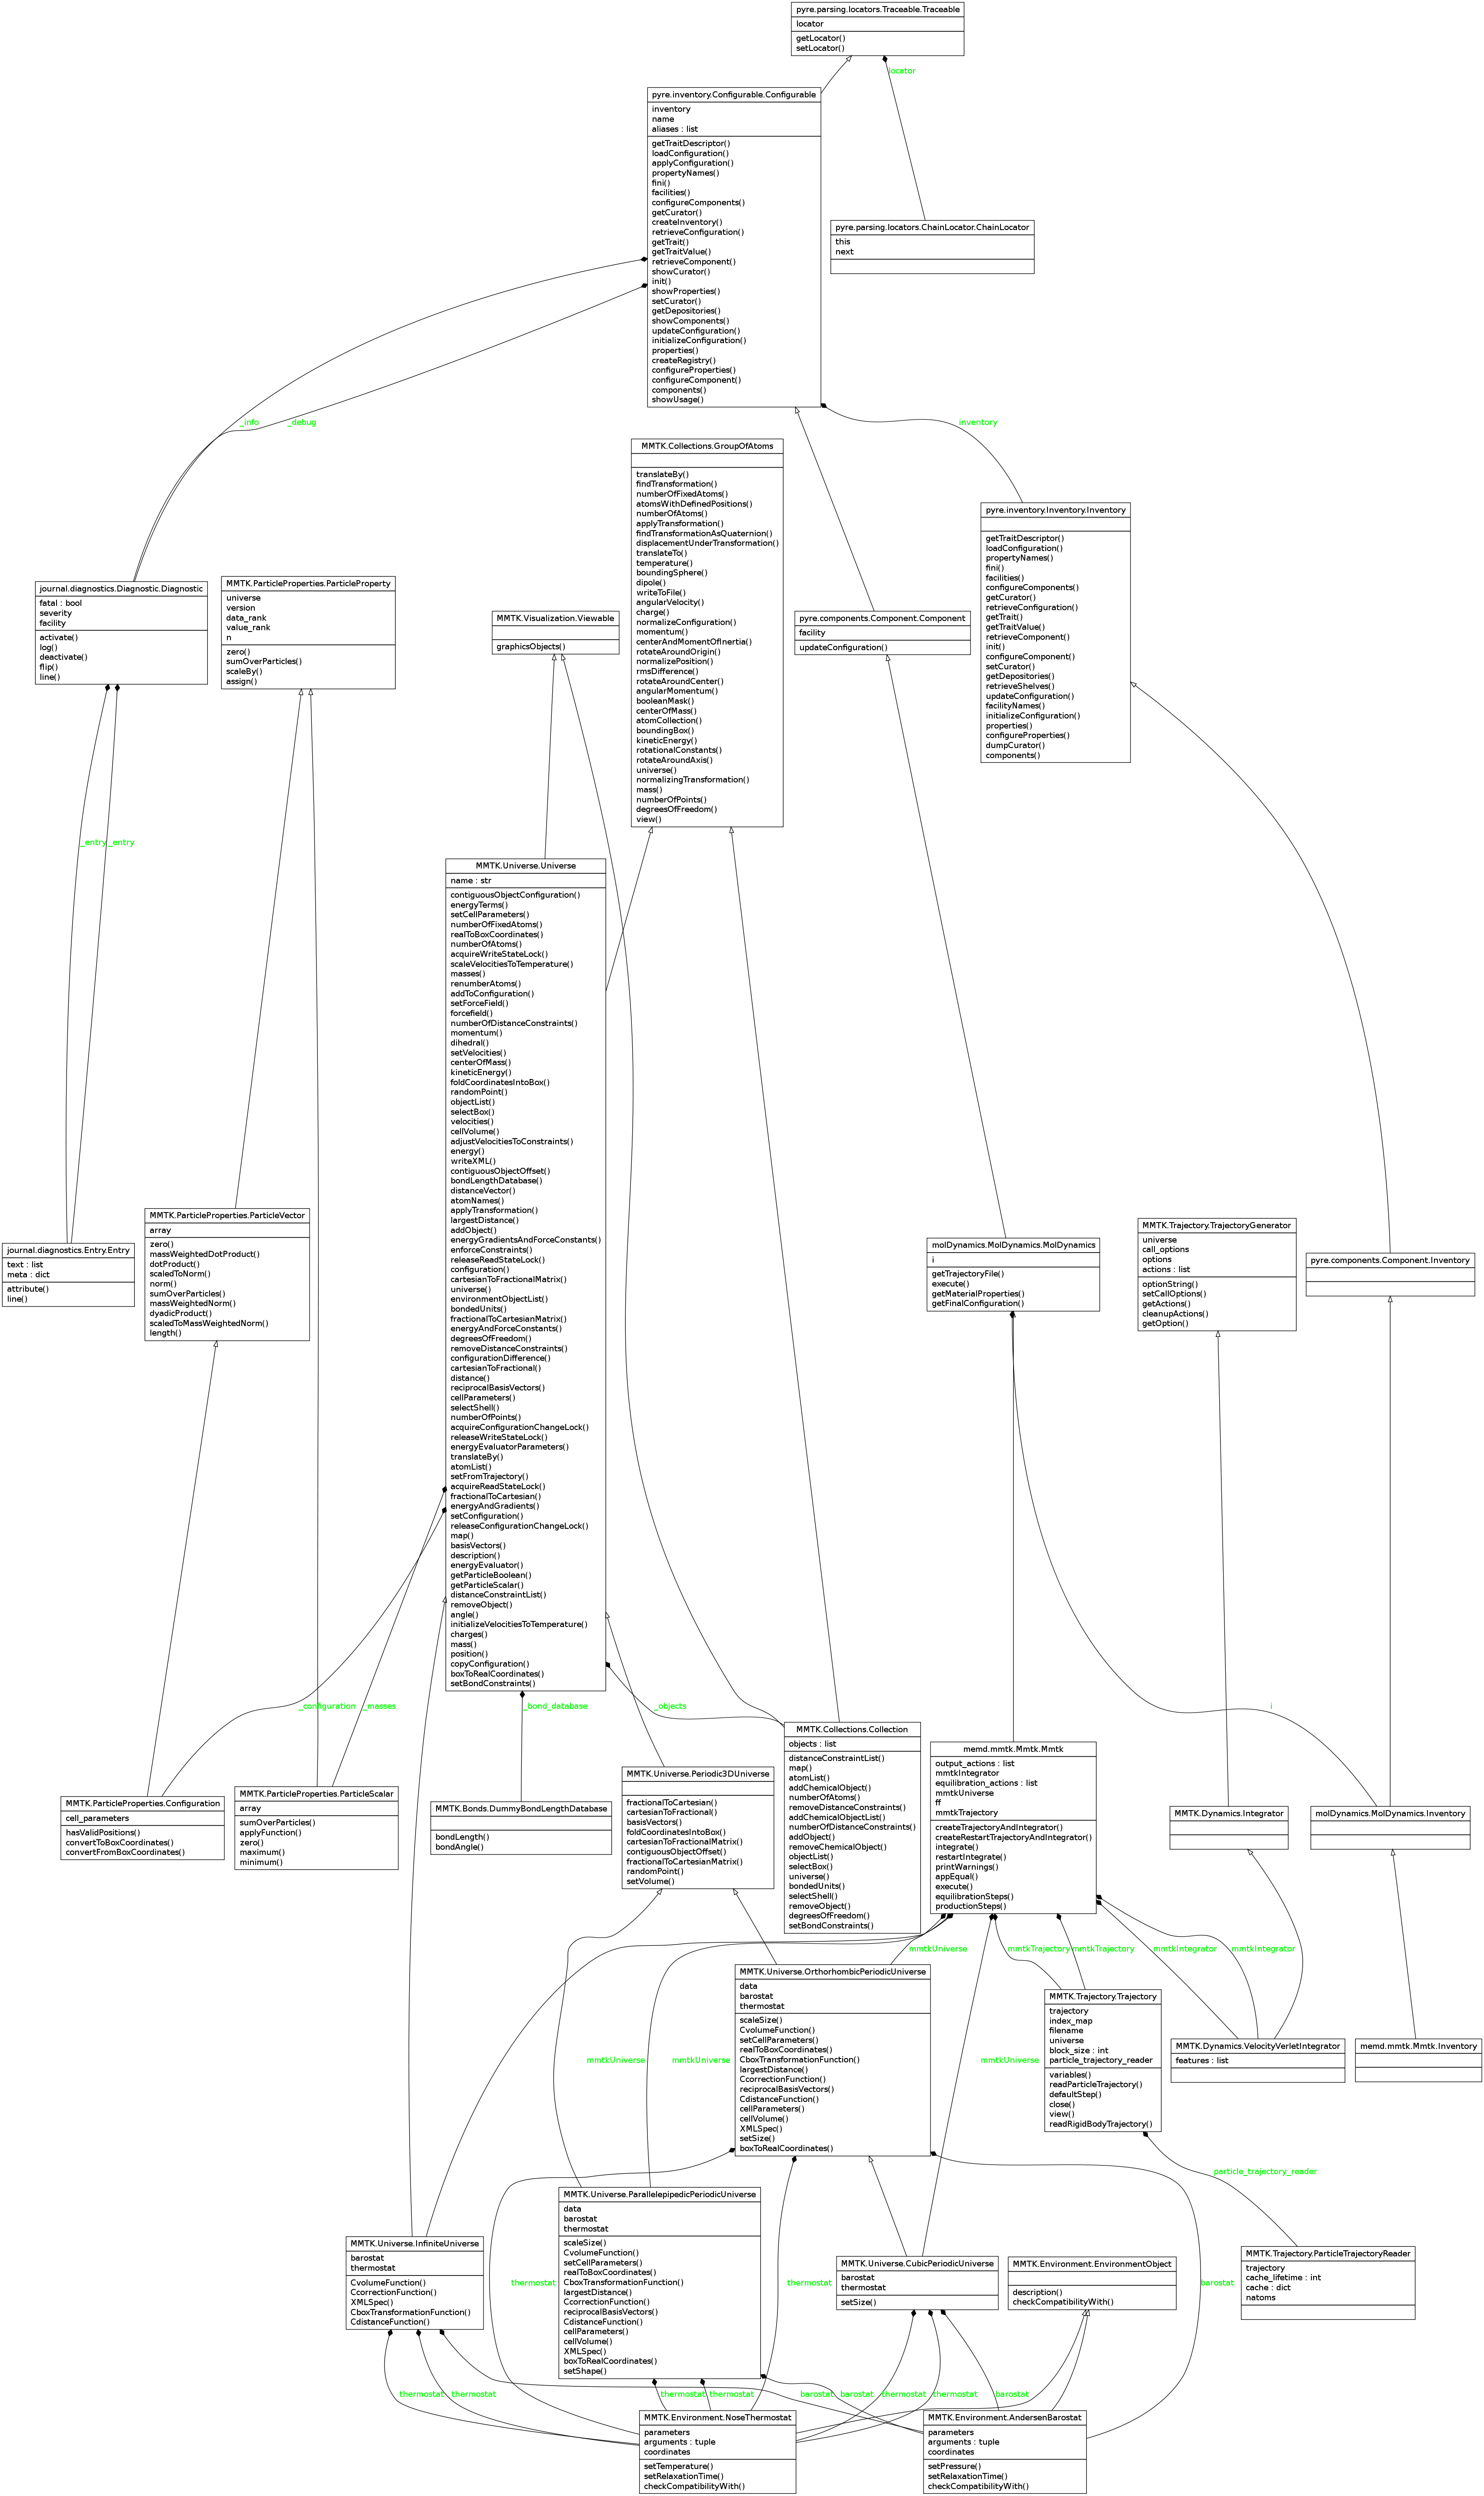 pyre.parsing.locators.Traceable.Traceable
locator
getLocator()
setLocator()
locator
pyre.inventory.Configurable.Configurable
inventory
name
aliases : list
getTraitDescriptor()
loadConfiguration()
applyConfiguration()
propertyNames()
fini()
facilities()
configureComponents()
getCurator()
createInventory()
retrieveConfiguration()
getTrait()
getTraitValue()
retrieveComponent()
showCurator()
init()
showProperties()
setCurator()
getDepositories()
showComponents()
updateConfiguration()
initializeConfiguration()
properties()
createRegistry()
configureProperties()
configureComponent()
components()
showUsage()
pyre.parsing.locators.ChainLocator.ChainLocator
this
next
_info
_debug
inventory
MMTK.Collections.GroupOfAtoms
translateBy()
findTransformation()
numberOfFixedAtoms()
atomsWithDefinedPositions()
numberOfAtoms()
applyTransformation()
findTransformationAsQuaternion()
displacementUnderTransformation()
translateTo()
temperature()
boundingSphere()
dipole()
writeToFile()
angularVelocity()
charge()
normalizeConfiguration()
momentum()
centerAndMomentOfInertia()
rotateAroundOrigin()
normalizePosition()
rmsDifference()
rotateAroundCenter()
angularMomentum()
booleanMask()
centerOfMass()
atomCollection()
boundingBox()
kineticEnergy()
rotationalConstants()
rotateAroundAxis()
universe()
normalizingTransformation()
mass()
numberOfPoints()
degreesOfFreedom()
view()
pyre.inventory.Inventory.Inventory
getTraitDescriptor()
loadConfiguration()
propertyNames()
fini()
facilities()
configureComponents()
getCurator()
retrieveConfiguration()
getTrait()
getTraitValue()
retrieveComponent()
init()
configureComponent()
setCurator()
getDepositories()
retrieveShelves()
updateConfiguration()
facilityNames()
initializeConfiguration()
properties()
configureProperties()
dumpCurator()
components()
journal.diagnostics.Diagnostic.Diagnostic
fatal : bool
severity
facility
activate()
log()
deactivate()
flip()
line()
MMTK.ParticleProperties.ParticleProperty
universe
version
data_rank
value_rank
n
zero()
sumOverParticles()
scaleBy()
assign()
MMTK.Visualization.Viewable
graphicsObjects()
pyre.components.Component.Component
facility
updateConfiguration()
_entry
_entry
MMTK.Universe.Universe
name : str
contiguousObjectConfiguration()
energyTerms()
setCellParameters()
numberOfFixedAtoms()
realToBoxCoordinates()
numberOfAtoms()
acquireWriteStateLock()
scaleVelocitiesToTemperature()
masses()
renumberAtoms()
addToConfiguration()
setForceField()
forcefield()
numberOfDistanceConstraints()
momentum()
dihedral()
setVelocities()
centerOfMass()
kineticEnergy()
foldCoordinatesIntoBox()
randomPoint()
objectList()
selectBox()
velocities()
cellVolume()
adjustVelocitiesToConstraints()
energy()
writeXML()
contiguousObjectOffset()
bondLengthDatabase()
distanceVector()
atomNames()
applyTransformation()
largestDistance()
addObject()
energyGradientsAndForceConstants()
enforceConstraints()
releaseReadStateLock()
configuration()
cartesianToFractionalMatrix()
universe()
environmentObjectList()
bondedUnits()
fractionalToCartesianMatrix()
energyAndForceConstants()
degreesOfFreedom()
removeDistanceConstraints()
configurationDifference()
cartesianToFractional()
distance()
reciprocalBasisVectors()
cellParameters()
selectShell()
numberOfPoints()
acquireConfigurationChangeLock()
releaseWriteStateLock()
energyEvaluatorParameters()
translateBy()
atomList()
setFromTrajectory()
acquireReadStateLock()
fractionalToCartesian()
energyAndGradients()
setConfiguration()
releaseConfigurationChangeLock()
map()
basisVectors()
description()
energyEvaluator()
getParticleBoolean()
getParticleScalar()
distanceConstraintList()
removeObject()
angle()
initializeVelocitiesToTemperature()
charges()
mass()
position()
copyConfiguration()
boxToRealCoordinates()
setBondConstraints()
journal.diagnostics.Entry.Entry
text : list
meta : dict
attribute()
line()
MMTK.ParticleProperties.ParticleVector
array
zero()
massWeightedDotProduct()
dotProduct()
scaledToNorm()
norm()
sumOverParticles()
massWeightedNorm()
dyadicProduct()
scaledToMassWeightedNorm()
length()
molDynamics.MolDynamics.MolDynamics
i
getTrajectoryFile()
execute()
getMaterialProperties()
getFinalConfiguration()
MMTK.Trajectory.TrajectoryGenerator
universe
call_options
options
actions : list
optionString()
setCallOptions()
getActions()
cleanupActions()
getOption()
pyre.components.Component.Inventory
_configuration
_masses
_bond_database
_objects
i
MMTK.ParticleProperties.Configuration
cell_parameters
hasValidPositions()
convertToBoxCoordinates()
convertFromBoxCoordinates()
MMTK.ParticleProperties.ParticleScalar
array
sumOverParticles()
applyFunction()
zero()
maximum()
minimum()
MMTK.Bonds.DummyBondLengthDatabase
bondLength()
bondAngle()
MMTK.Universe.Periodic3DUniverse
fractionalToCartesian()
cartesianToFractional()
basisVectors()
foldCoordinatesIntoBox()
cartesianToFractionalMatrix()
contiguousObjectOffset()
fractionalToCartesianMatrix()
randomPoint()
setVolume()
MMTK.Collections.Collection
objects : list
distanceConstraintList()
map()
atomList()
addChemicalObject()
numberOfAtoms()
removeDistanceConstraints()
addChemicalObjectList()
numberOfDistanceConstraints()
addObject()
removeChemicalObject()
objectList()
selectBox()
universe()
bondedUnits()
selectShell()
removeObject()
degreesOfFreedom()
setBondConstraints()
memd.mmtk.Mmtk.Mmtk
output_actions : list
mmtkIntegrator
equilibration_actions : list
mmtkUniverse
ff
mmtkTrajectory
createTrajectoryAndIntegrator()
createRestartTrajectoryAndIntegrator()
integrate()
restartIntegrate()
printWarnings()
appEqual()
execute()
equilibrationSteps()
productionSteps()
MMTK.Dynamics.Integrator
molDynamics.MolDynamics.Inventory
mmtkUniverse
mmtkTrajectory
mmtkTrajectory
mmtkIntegrator
mmtkIntegrator
mmtkUniverse
mmtkUniverse
mmtkUniverse
MMTK.Universe.OrthorhombicPeriodicUniverse
data
barostat
thermostat
scaleSize()
CvolumeFunction()
setCellParameters()
realToBoxCoordinates()
CboxTransformationFunction()
largestDistance()
CcorrectionFunction()
reciprocalBasisVectors()
CdistanceFunction()
cellParameters()
cellVolume()
XMLSpec()
setSize()
boxToRealCoordinates()
MMTK.Trajectory.Trajectory
trajectory
index_map
filename
universe
block_size : int
particle_trajectory_reader
variables()
readParticleTrajectory()
defaultStep()
close()
view()
readRigidBodyTrajectory()
MMTK.Dynamics.VelocityVerletIntegrator
features : list
memd.mmtk.Mmtk.Inventory
particle_trajectory_reader
MMTK.Universe.InfiniteUniverse
barostat
thermostat
CvolumeFunction()
CcorrectionFunction()
XMLSpec()
CboxTransformationFunction()
CdistanceFunction()
thermostat
MMTK.Universe.ParallelepipedicPeriodicUniverse
data
barostat
thermostat
scaleSize()
CvolumeFunction()
setCellParameters()
realToBoxCoordinates()
CboxTransformationFunction()
largestDistance()
CcorrectionFunction()
reciprocalBasisVectors()
CdistanceFunction()
cellParameters()
cellVolume()
XMLSpec()
boxToRealCoordinates()
setShape()
thermostat
MMTK.Universe.CubicPeriodicUniverse
barostat
thermostat
setSize()
MMTK.Environment.EnvironmentObject
description()
checkCompatibilityWith()
barostat
MMTK.Trajectory.ParticleTrajectoryReader
trajectory
cache_lifetime : int
cache : dict
natoms
thermostat
thermostat
thermostat
thermostat
barostat
barostat
thermostat
thermostat
barostat
MMTK.Environment.NoseThermostat
parameters
arguments : tuple
coordinates
setTemperature()
setRelaxationTime()
checkCompatibilityWith()
MMTK.Environment.AndersenBarostat
parameters
arguments : tuple
coordinates
setPressure()
setRelaxationTime()
checkCompatibilityWith()